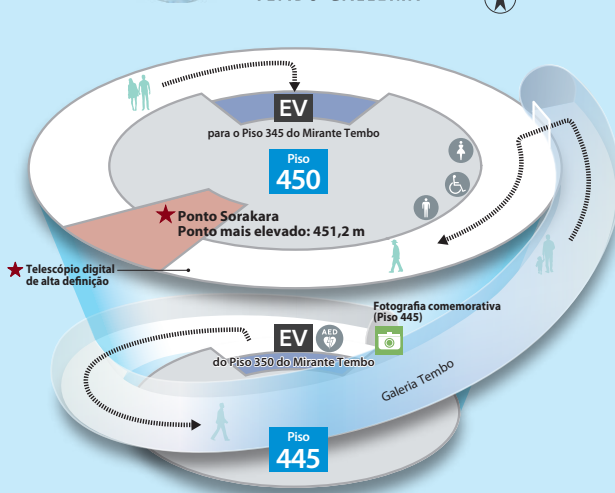 EV
para o Piso 345 do Mirante Tembo
Piso
450
Ponto Sorakara
Ponto mais elevado: 451,2 m
Telescópio digital
de alta definição
Fotografia comemorativa
(Piso 445)
EV
AED
do Piso 350 do Mirante Tembo
Galeria Tembo
Piso
445